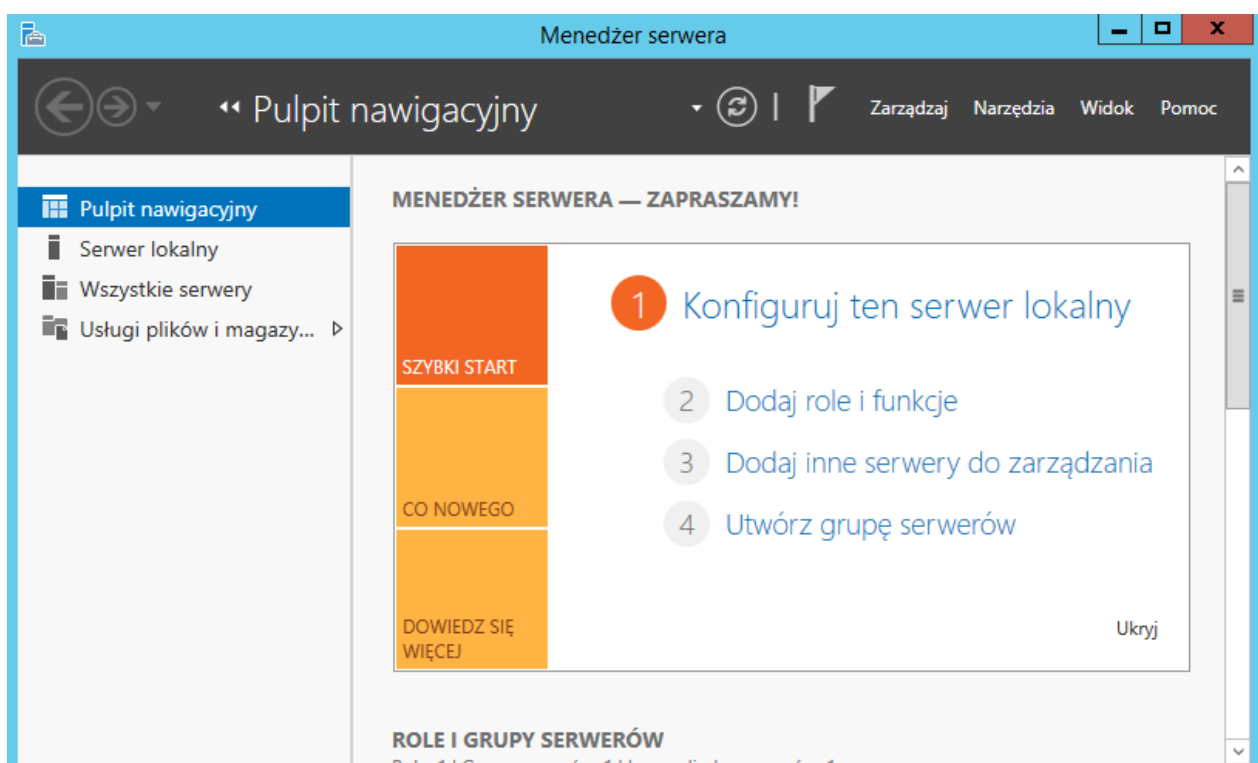 Menedżer serwera
Pulpit nawigacyjny
Zarządzaj Narzędzia Widok Pomoc
Pulpit nawigacyjny
Serwer lokalny
Wszystkie serwery
Usługi plików i magazy...
MENEDŻER SERWERA — ZAPRASZAMY!
SZYBKI START
CO NOWEGO
DOWIEDZ SIĘ
WIĘCEJ
1 Konfiguruj ten serwer lokalny
2 Dodaj role i funkcje
3 Dodaj inne serwery do zarządzania
4 Utwórz grupę serwerów
Ukryj
ROLE I GRUPY SERWERÓW